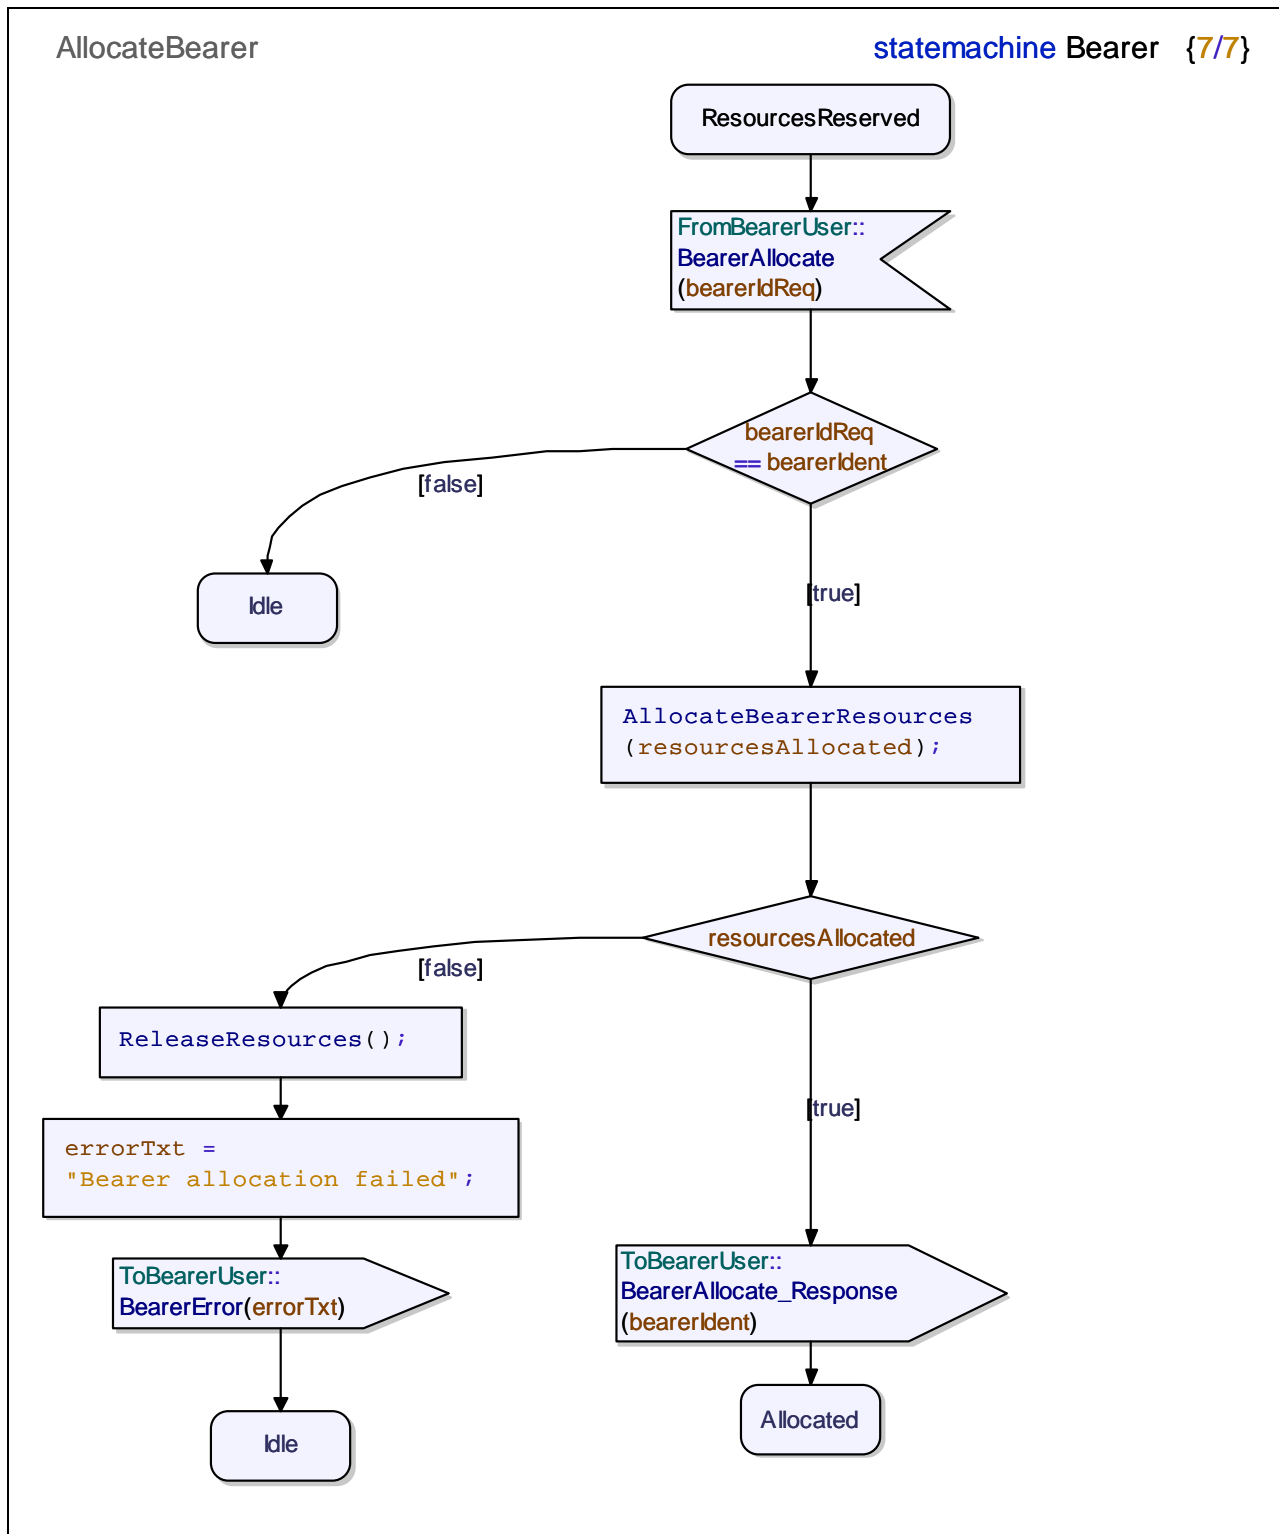 AllocateBearer
statemachine Bearer {7/7}
ResourcesReserved
FromBearerUser::
BearerAllocate
(bearerIdReq)
bearerIdReq
== bearerIdent
[false]
Idle
[true]
AllocateBearerResources
(resourcesAllocated);
resourcesAllocated
[false]
ReleaseResources();
errorTxt =
"Bearer allocation failed";
[true]
ToBearerUser::
BearerError(errorTxt)
ToBearerUser::
BearerAllocate_Response
(bearerIdent)
Idle
Allocated